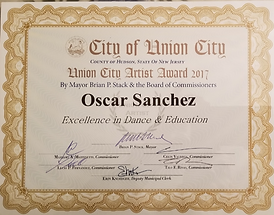 City of Union City
COUNTY OF HUDSON, STATE OF NEW JERSEY
Union City Artist Award 2017
By Mayor Brian P. Stack & the Board of Commissioners
Oscar Sanchez
Excellence in Dance & Education
BRIAN P. STACK, Mayor
Commissioner
Commissioner
Commissioner
Commissioner
Deputy Municipal Clerk